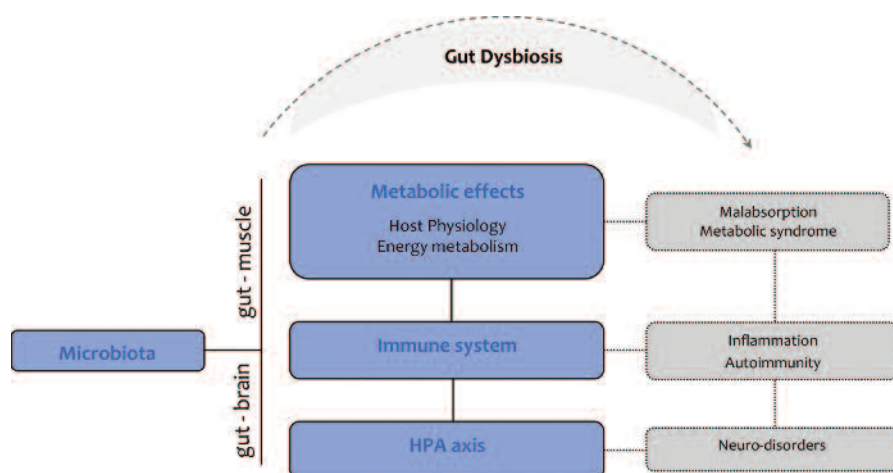 Gut Dysbiosis
gut - muscle
gut - brain
Microbiota
Metabolic effects
Host Physiology
Energy metabolism
Malabsorption
Metabolic syndrome
Immune system
Inflammation
Autoimmunity
HPA axis
Neuro-disorders